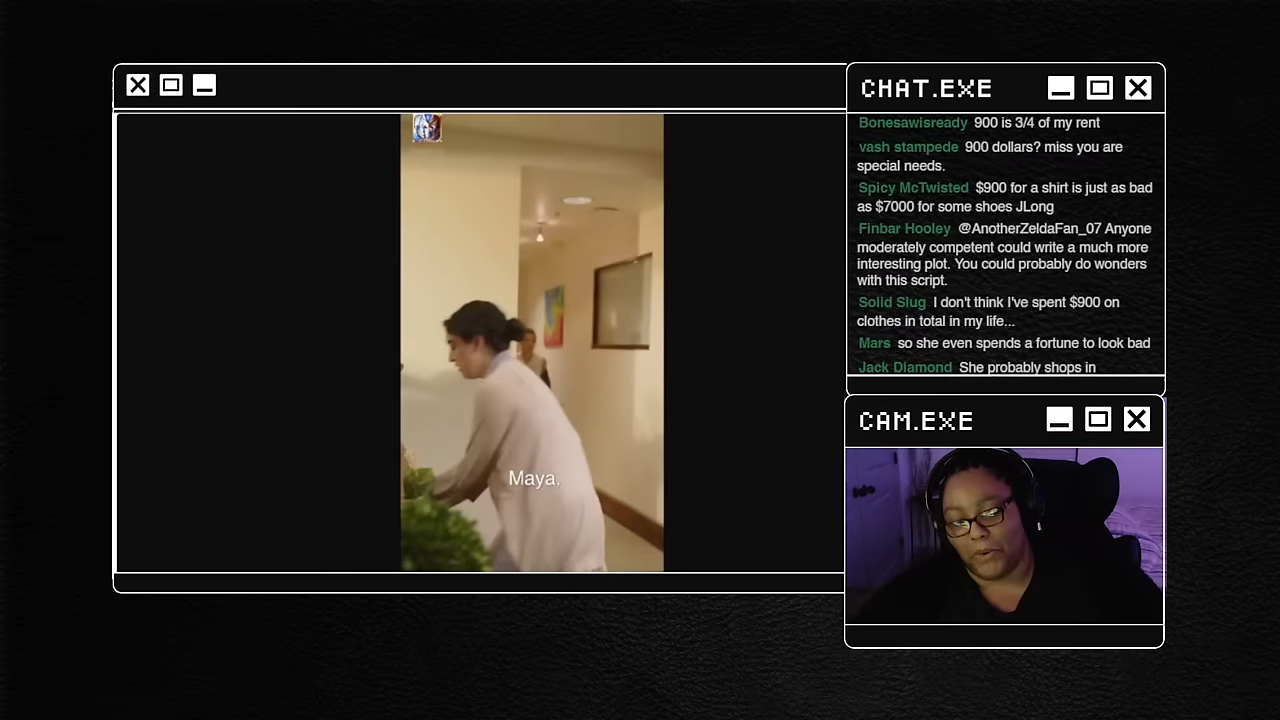 CHAT.EXE
Bonesawisready 900 is 3/4 of my rent
vash stampede 900 dollars? miss you are
special needs.
Spicy McTwisted $900 for a shirt is just as bad
as $7000 for some shoes JLong
Finbar Hooley @AnotherZeldaFan_07 Anyone
moderately competent could write a much more
interesting plot. You could probably do wonders
with this script.
Solid Slug I don't think I've spent $900 on
clothes in total in my life...
Mars so she even spends a fortune to look bad
Jack Diamond She probably shops in
Maya.
CAM.EXE